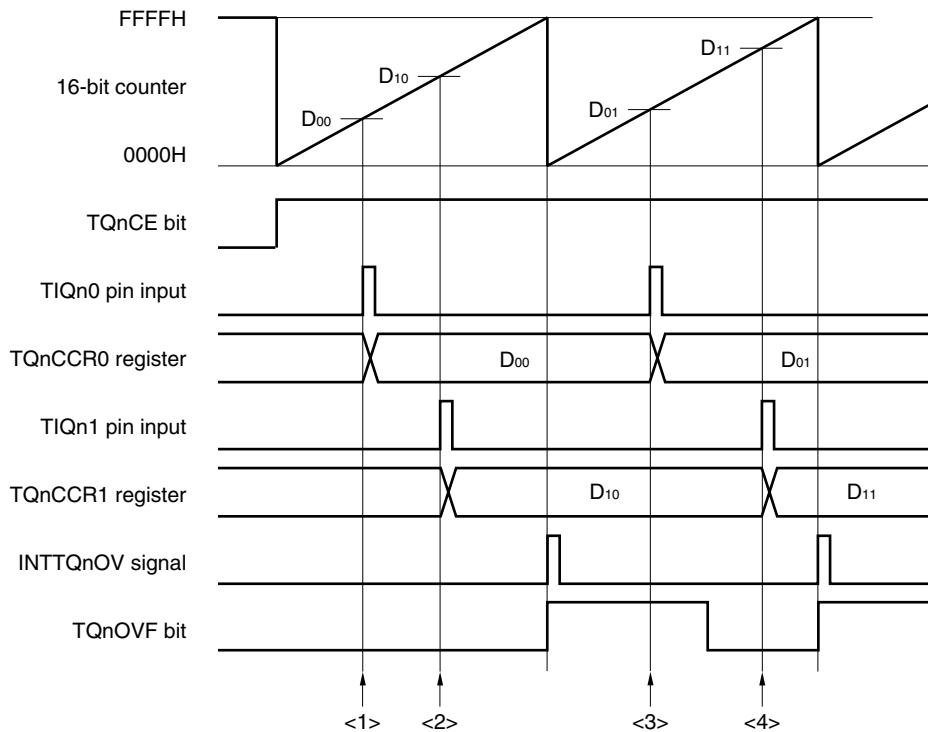 FFFFH
D11
D10
16-bit counter
D00
D01
0000H
TQnCE bit
TIQn0 pin input
TQnCCR0 register
D00
D01
TIQn1 pin input
TQnCCR1 register
D10
D11
INTTQnOV signal
TQnOVF bit
<1> <2> <3> <4>